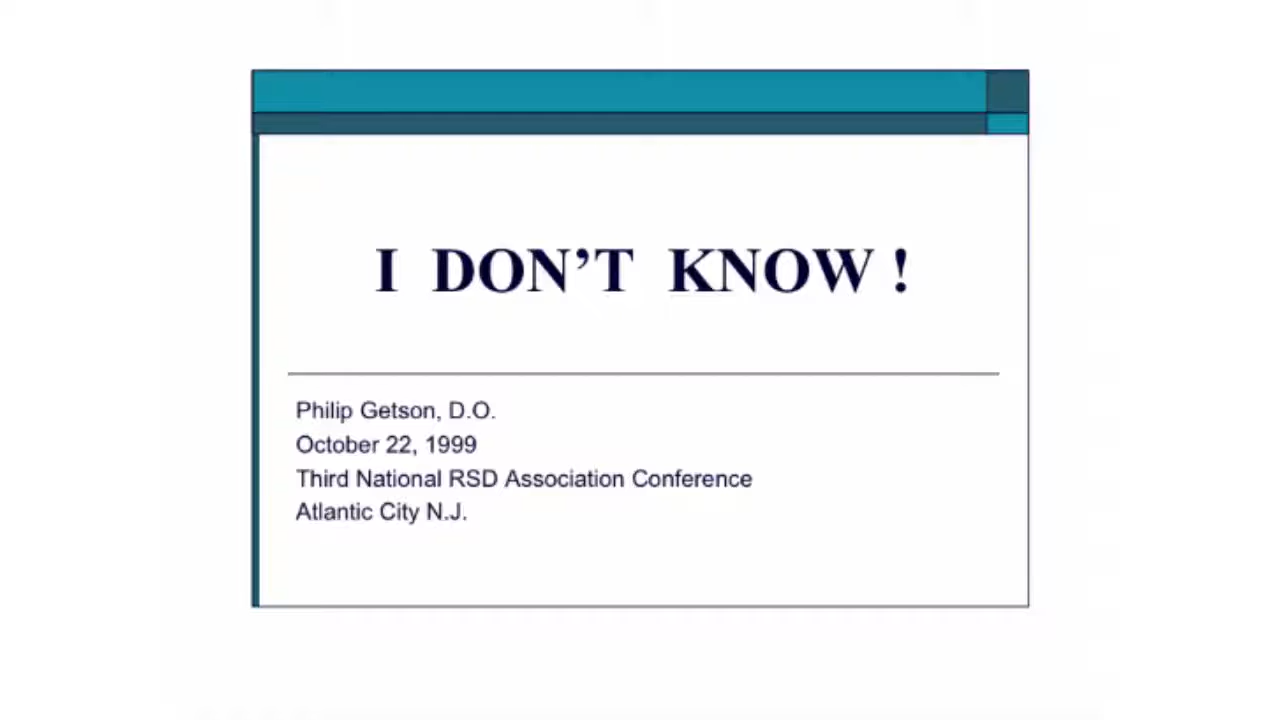 I DON’T KNOW !
Philip Getson, D.O.
October 22, 1999
Third National RSD Association Conference
Atlantic City N.J.